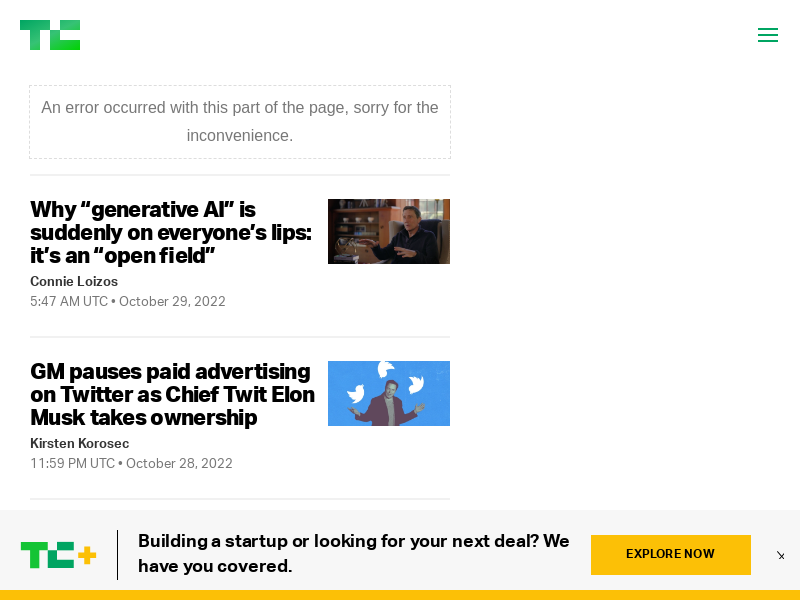 TC
An error occurred with this part of the page, sorry for the
inconvenience.
Why “generative AI” is
suddenly on everyone’s lips:
it’s an “open field”
Connie Loizos
5:47 AM UTC • October 29, 2022
GM pauses paid advertising
on Twitter as Chief Twit Elon
Musk takes ownership
Kirsten Korosec
11:59 PM UTC • October 28, 2022
TC+
Building a startup or looking for your next deal? We
have you covered.
EXPLORE NOW